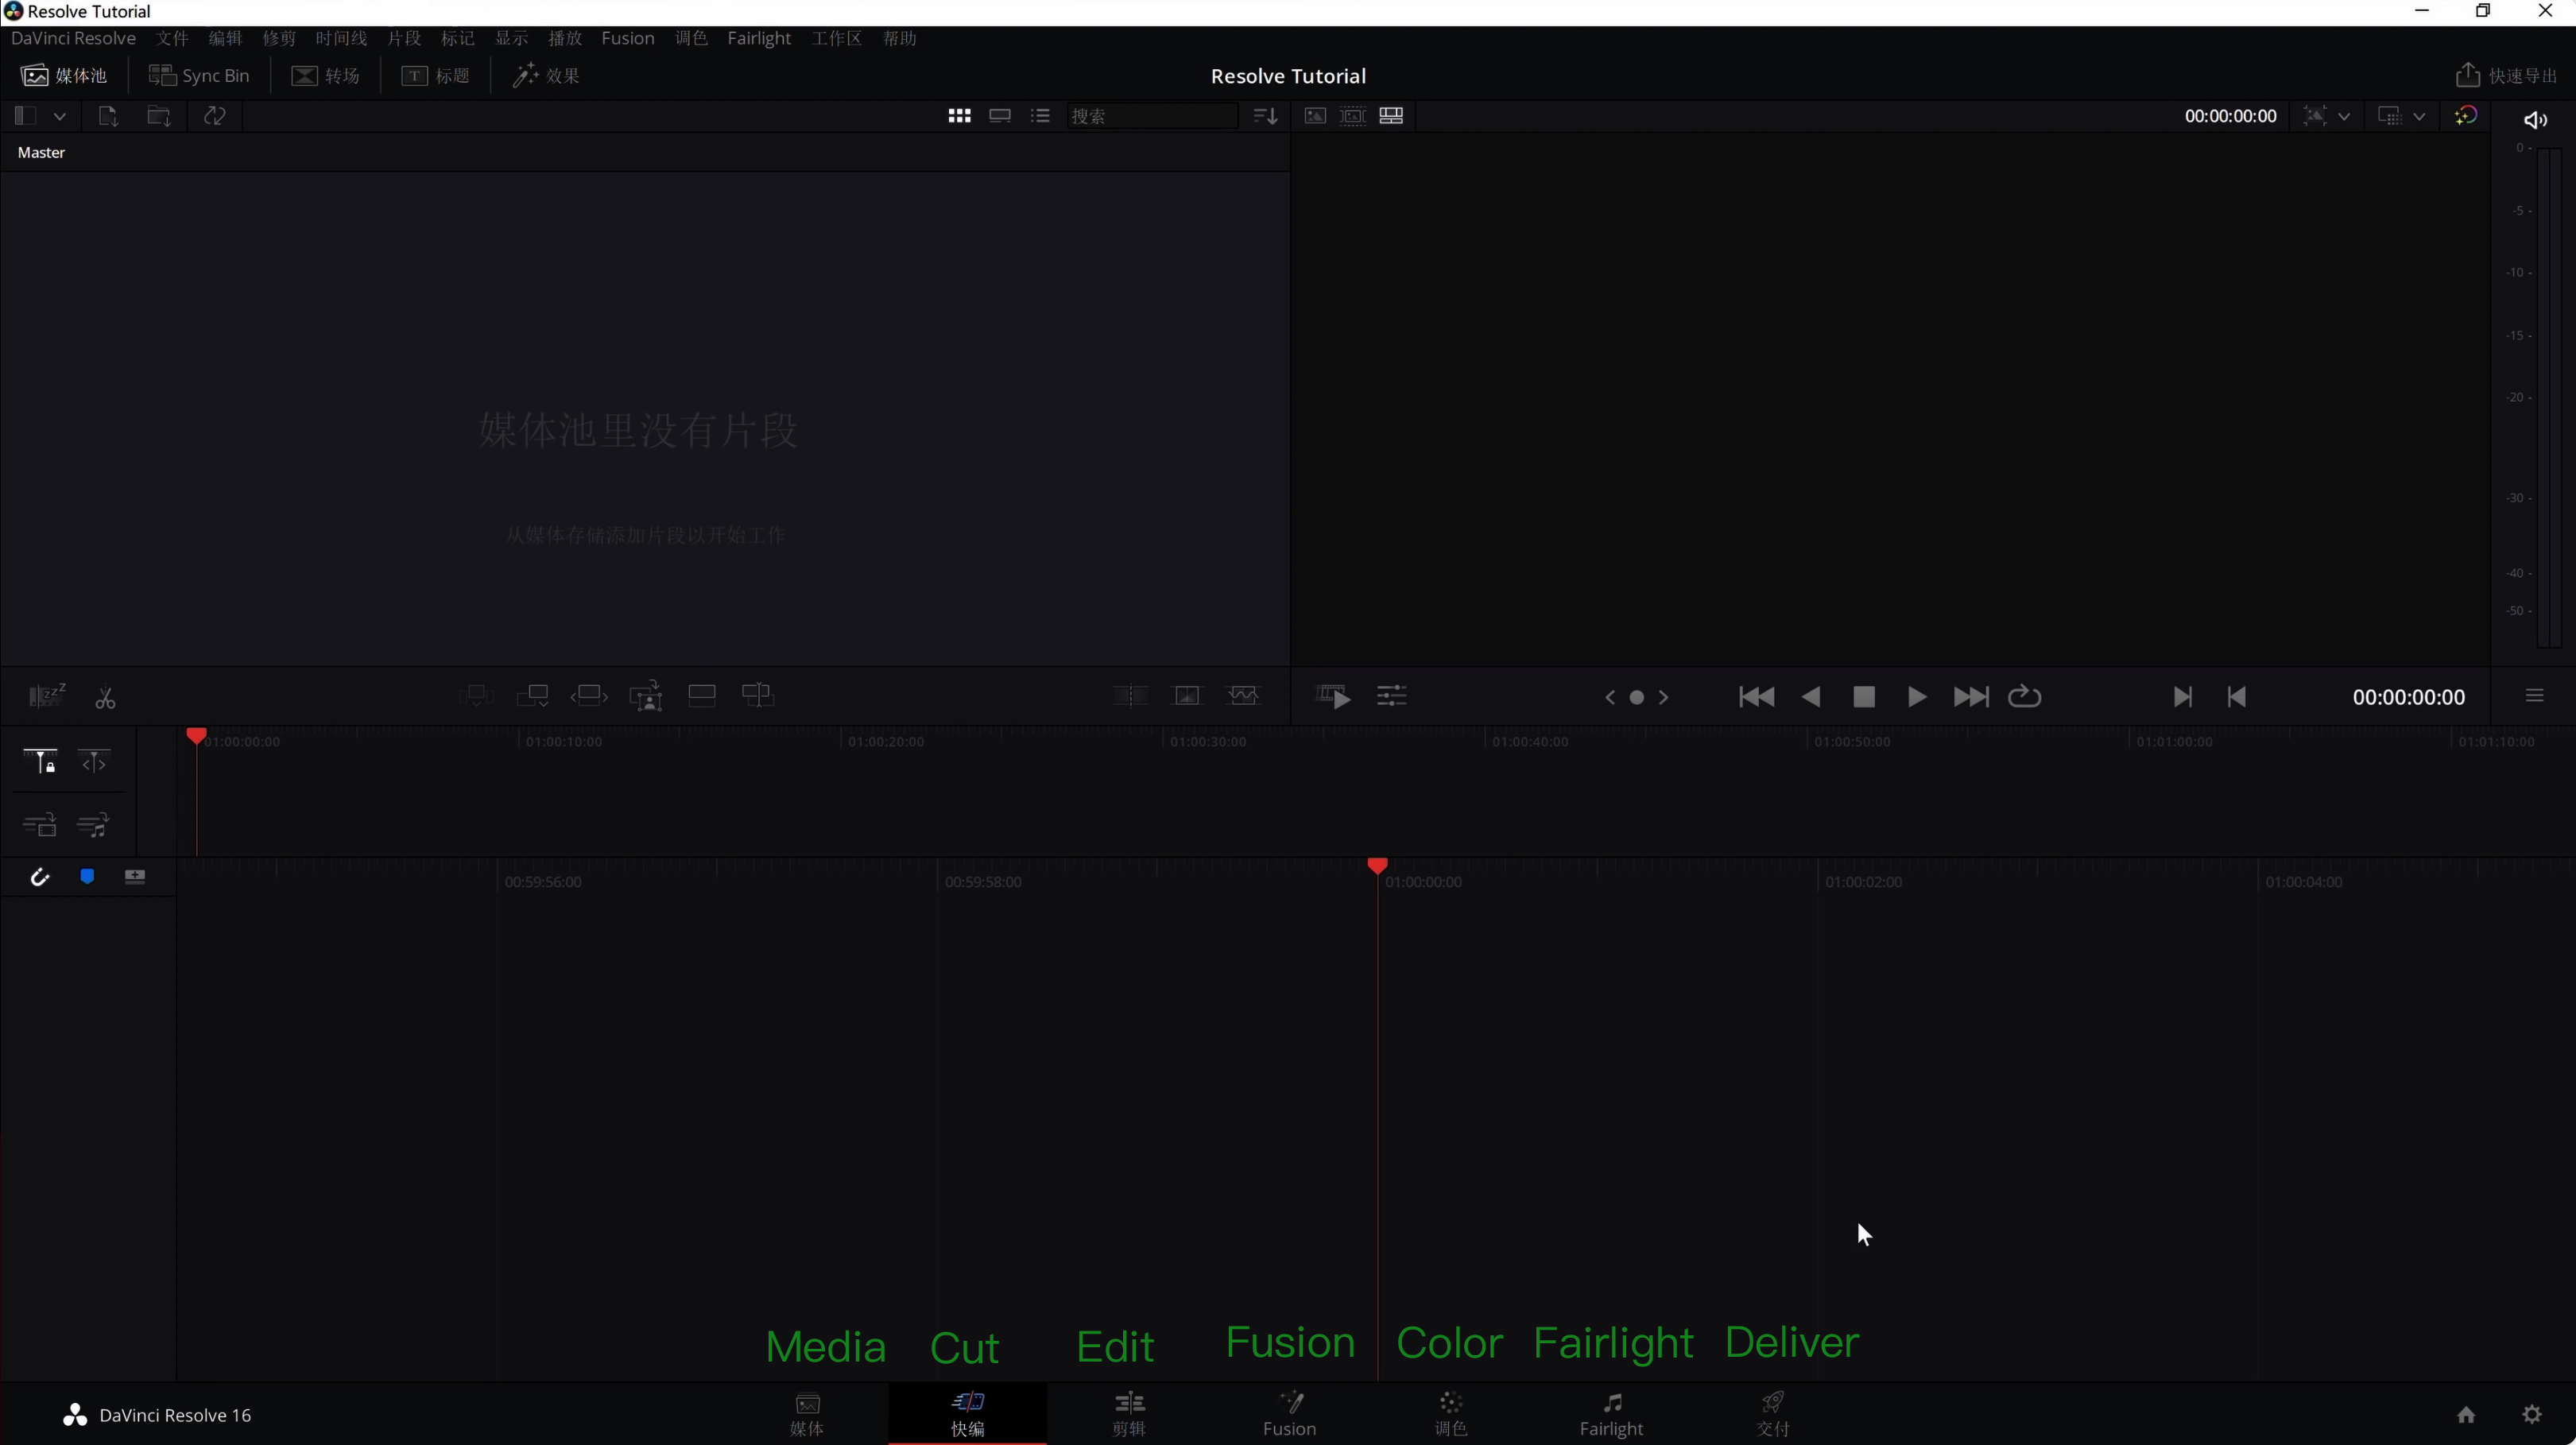 Resolve Tutorial
DaVinci Resolve 文件 编辑 修剪 时间线 片段 标记 显示 播放 Fusion 调色 Fairlight 工作区 帮助
媒体池 Sync Bin 转场 标题 效果 Resolve Tutorial 快速导出
搜索 00:00:00:00
Master
0
-5
-10
-15
-20
-30
-40
-50
媒体池里没有片段
从媒体存储添加片段以开始工作
00:00:00:00
01:00:00:00 01:00:10:00 01:00:20:00 01:00:30:00 01:00:40:00 01:00:50:00 01:01:00:00 01:01:10:00
00:59:56:00 00:59:58:00 01:00:00:00 01:00:02:00 01:00:04:00
Media Cut Edit Fusion Color Fairlight Deliver
DaVinci Resolve 16 媒体 快编 剪辑 Fusion 调色 Fairlight 交付